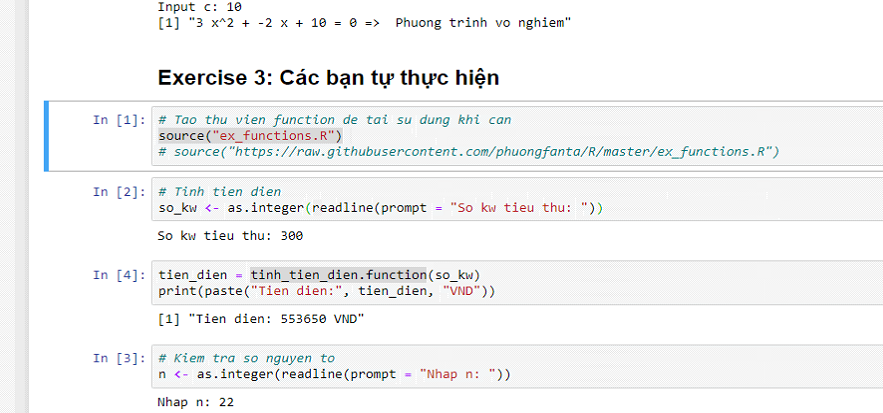 Input c: 10
[1] "3 x^2 + -2 x + 10 = 0 =>  Phuong trinh vo nghiem"
Exercise 3: Các bạn tự thực hiện
In [1]: # Tao thu vien function de tai su dung khi can
source("ex_functions.R")
# source("https://raw.githubusercontent.com/phuongfanta/R/master/ex_functions.R")
In [2]: # Tinh tien dien
so_kw <- as.integer(readline(prompt = "So kw tieu thu: "))
So kw tieu thu: 300
In [4]: tien_dien = tinh_tien_dien.function(so_kw)
print(paste("Tien dien:", tien_dien, "VND"))
[1] "Tien dien: 553650 VND"
In [3]: # Kiem tra so nguyen to
n <- as.integer(readline(prompt = "Nhap n: "))
Nhap n: 22